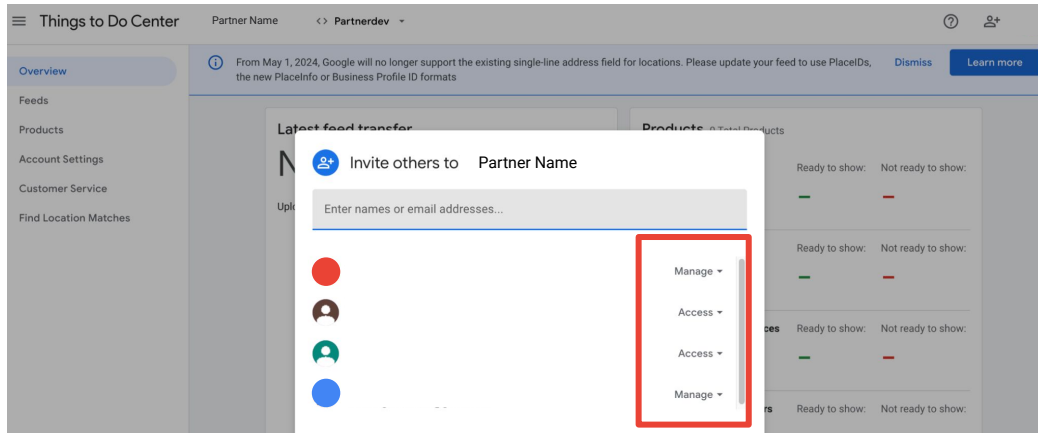 Things to Do Center
Partner Name
<> Partnerdev
From May 1, 2024, Google will no longer support the existing single-line address field for locations. Please update your feed to use PlaceIDs,
the new PlaceInfo or Business Profile ID formats
Dismiss
Learn more
Overview
Feeds
Products
Account Settings
Customer Service
Find Location Matches
Latest feed transfer
Products 0 Total Products
Invite others to Partner Name
Enter names or email addresses...
Manage
Access
Access
Manage
Ready to show: Not ready to show:
Ready to show: Not ready to show:
Ready to show: Not ready to show:
Ready to show: Not ready to show: